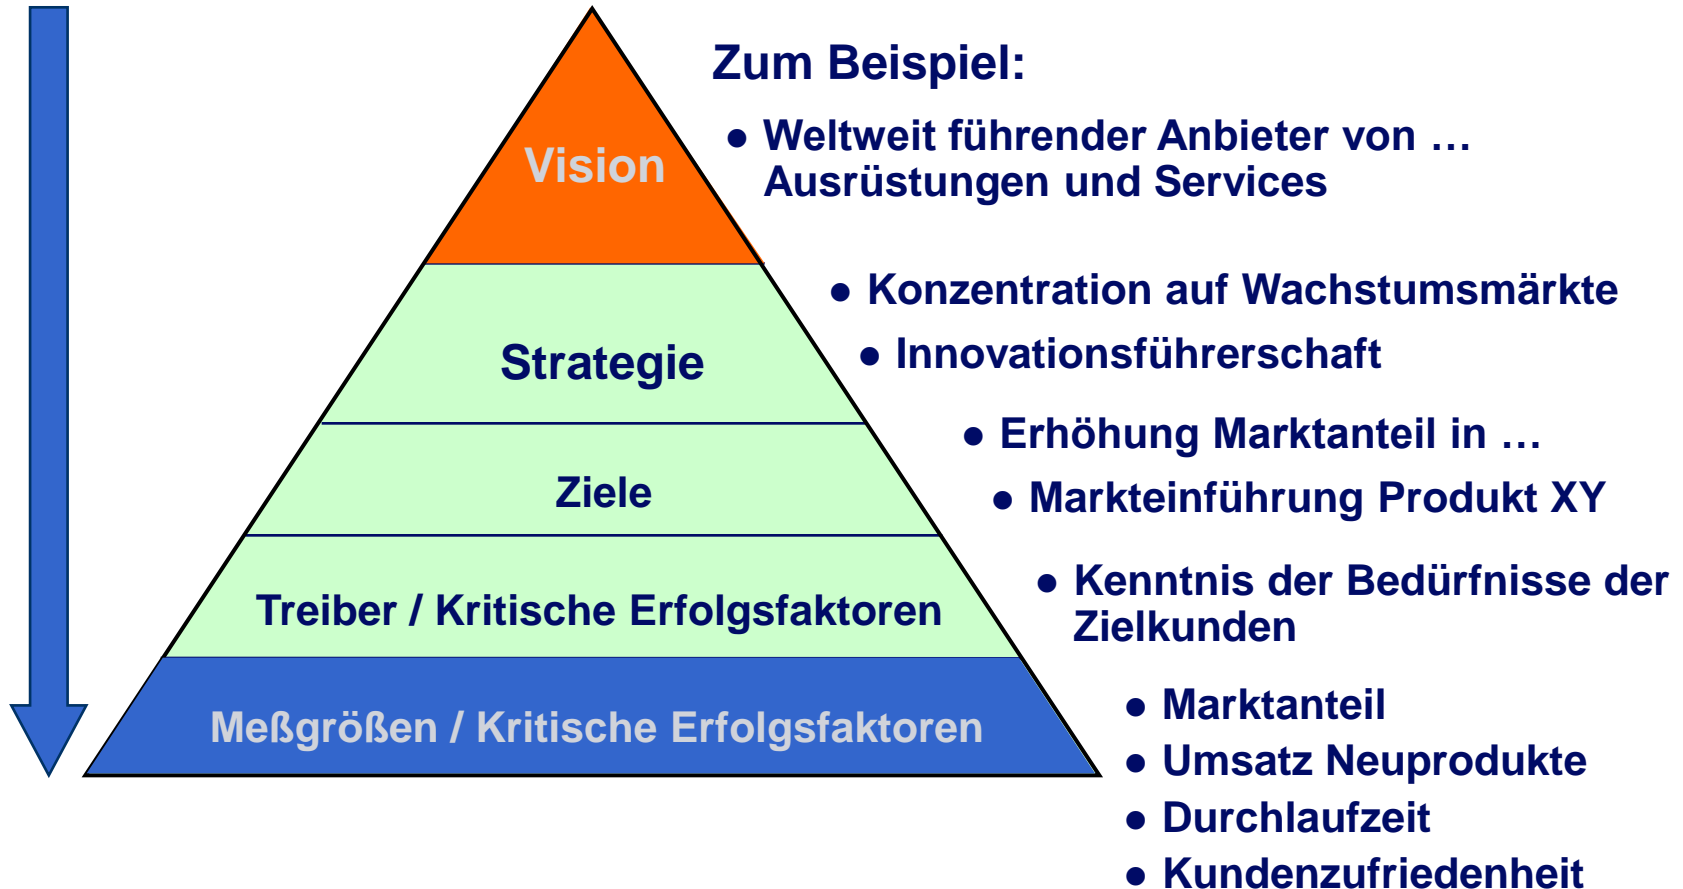 Zum Beispiel:
Vision
● Weltweit führender Anbieter von …
Ausrüstungen und Services
Strategie
● Konzentration auf Wachstumsmärkte
● Innovationsführerschaft
Ziele
● Erhöhung Marktanteil in …
● Markteinführung Produkt XY
Treiber / Kritische Erfolgsfaktoren
● Kenntnis der Bedürfnisse der
Zielkunden
Meßgrößen / Kritische Erfolgsfaktoren
● Marktanteil
● Umsatz Neuprodukte
● Durchlaufzeit
● Kundenzufriedenheit